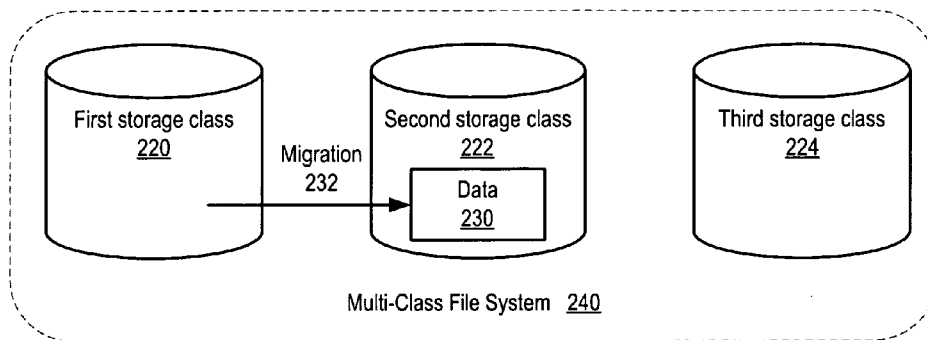 First storage class
220
Second storage class
222
Third storage class
224
Migration
232
Data
230
Multi-Class File System 240